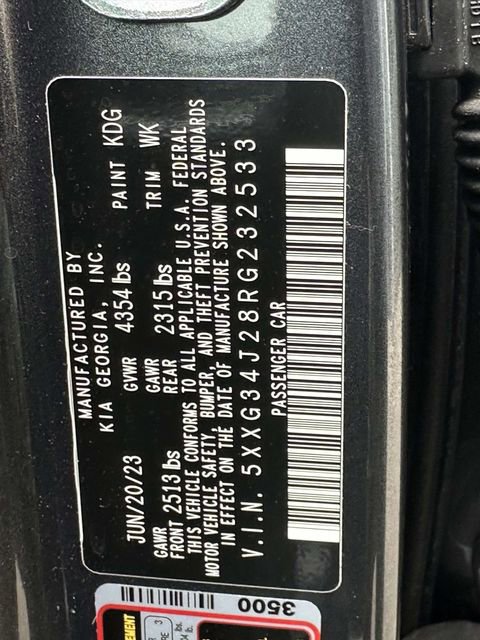 MANUFACTURED BY
KIA GEORGIA, INC.
JUN/20/23 GVWR 4354 lbs PAINT KDG
GAWR GAWR
FRONT 2513 lbs REAR 2315 lbs TRIM WK
THIS VEHICLE CONFORMS TO ALL APPLICABLE U.S.A. FEDERAL
MOTOR VEHICLE SAFETY, BUMPER, AND THEFT PREVENTION STANDARDS
IN EFFECT ON THE DATE OF MANUFACTURE SHOWN ABOVE.
V.I.N. 5XXG34J28RG232533
PASSENGER CAR
3500